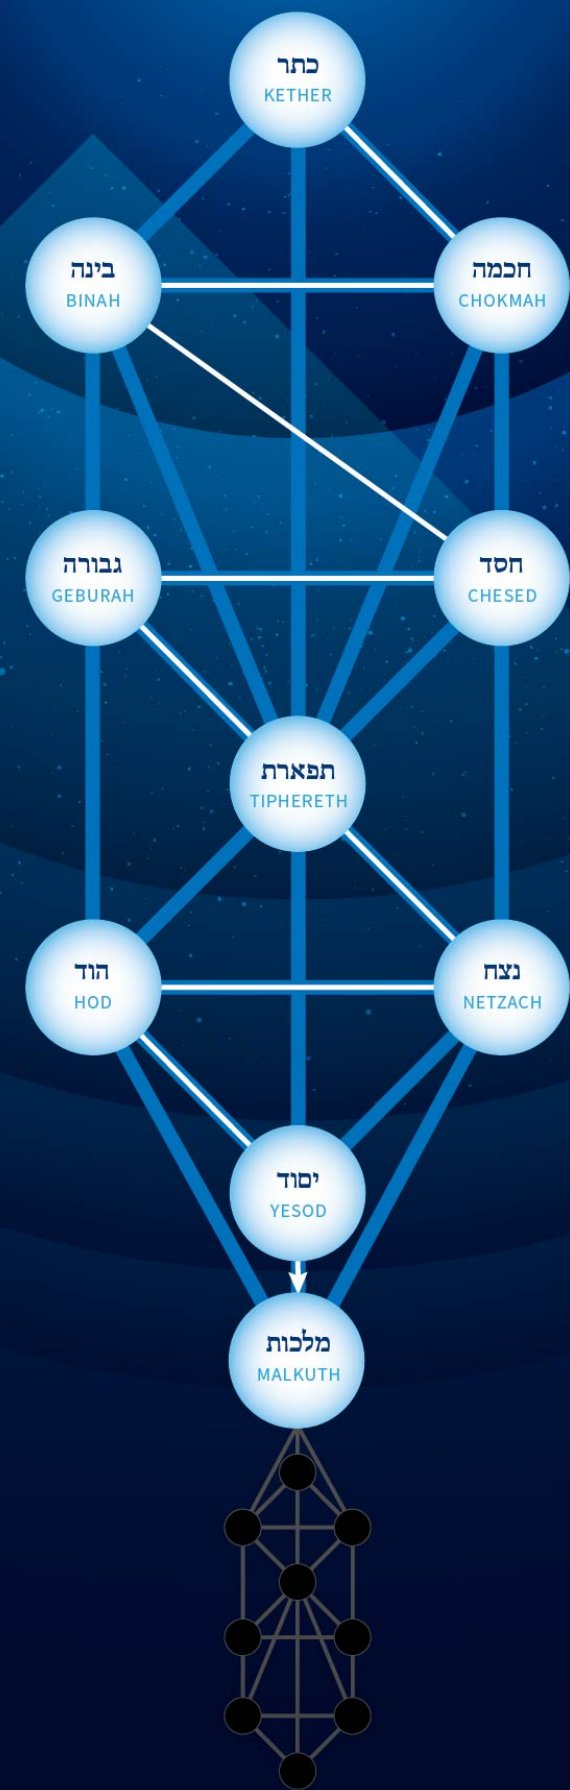 כתר
KETHER
בינה
BINAH
חכמה
CHOKMAH
גבורה
GEBURAH
חסד
CHESED
תפארת
TIPHERETH
הוד
HOD
נצח
NETZACH
יסוד
YESOD
מלכות
MALKUTH